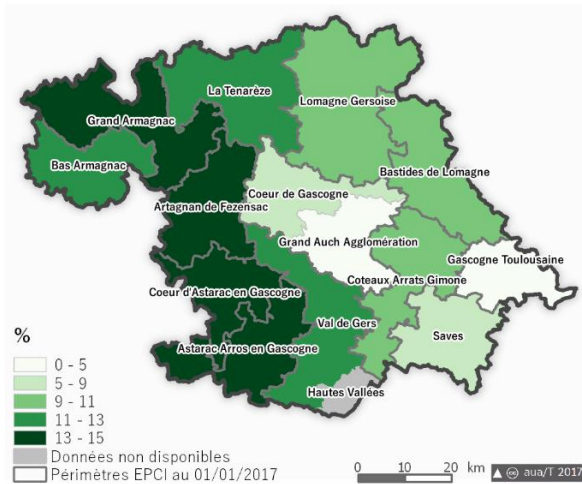 La Tenarèze
Lomagne Gersoise
Grand Armagnac
Bas Armagnac
Bastides de Lomagne
Coeur de Gascogne
Artagnan de Fezensac
Grand Auch Agglomération
Gascogne Toulousaine
Coteaux Arrats Gimone
Coeur d'Astarac en Gascogne
Val de Gers
Saves
Astarac Arros en Gascogne
Hautes Vallées
%
0 - 5
5 - 9
9 - 11
11 - 13
13 - 15
Données non disponibles
Périmètres EPCI au 01/01/2017
0 10 20 km
aua/T 2017